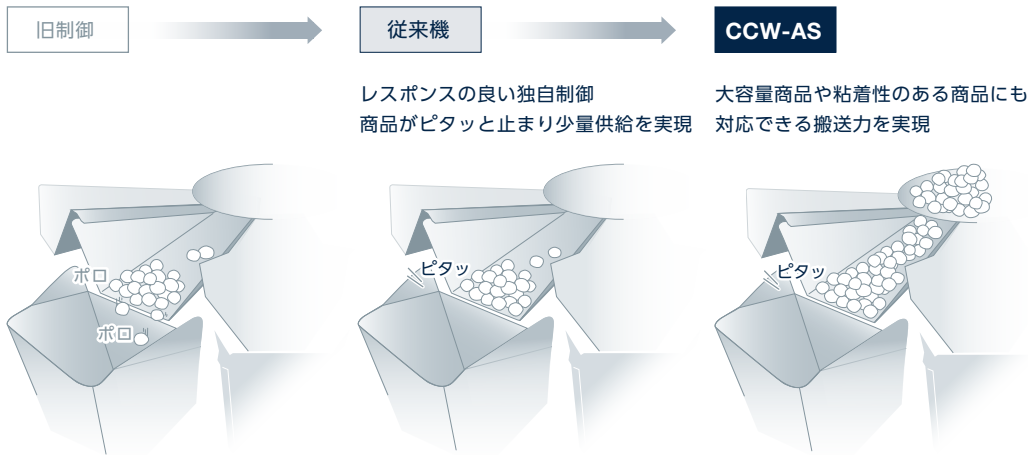 旧制御
従来機
CCW-AS
レスポンスの良い独自制御
商品がピタッと止まり少量供給を実現
大容量商品や粘着性のある商品にも
対応できる搬送力を実現
ポロ
ポロ
ピタッ
ピタッ